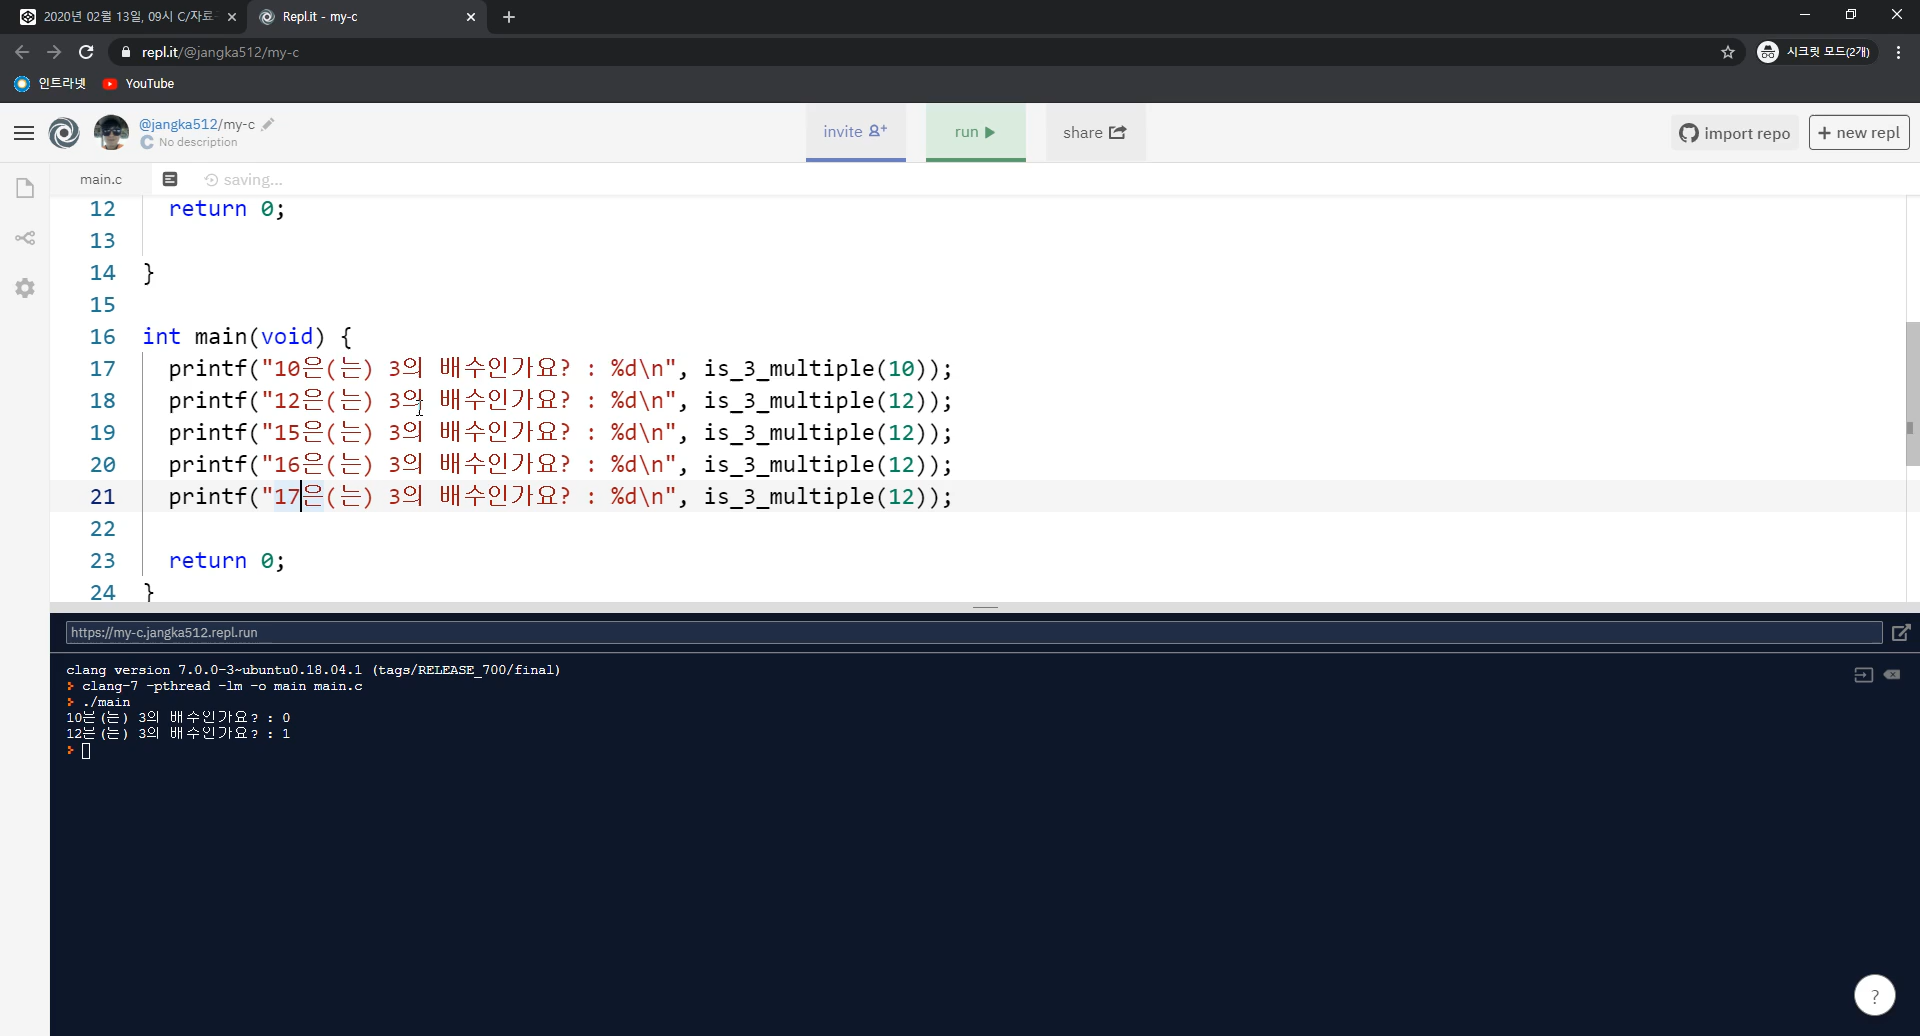 2020년 02월 13일, 09시 C/자료
Repl.it - my-c
repl.it/@jangka512/my-c
시크릿 모드(2개)
인트라넷
YouTube
@jangka512/my-c
No description
invite
run
share
import repo
+ new repl
main.c
saving...
12 return 0;
13
14 }
15
16 int main(void) {
17 printf("10은(는) 3의 배수인가요? : %d\n", is_3_multiple(10));
18 printf("12은(는) 3의 배수인가요? : %d\n", is_3_multiple(12));
19 printf("15은(는) 3의 배수인가요? : %d\n", is_3_multiple(12));
20 printf("16은(는) 3의 배수인가요? : %d\n", is_3_multiple(12));
21 printf("17은(는) 3의 배수인가요? : %d\n", is_3_multiple(12));
22
23 return 0;
24 }
https://my-c.jangka512.repl.run
clang version 7.0.0-3~ubuntu0.18.04.1 (tags/RELEASE_700/final)
clang-7 -pthread -lm -o main main.c
./main
10은(는) 3의 배수인가요? : 0
12은(는) 3의 배수인가요? : 1
?